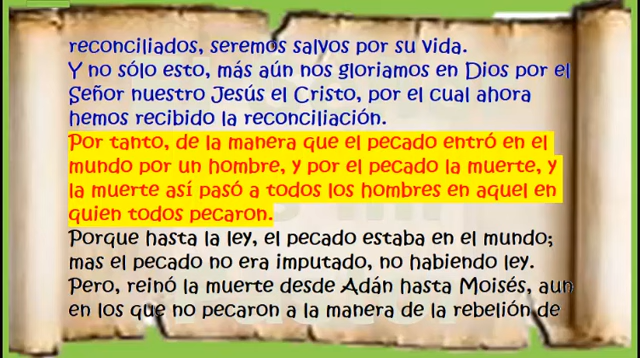 reconciliados, seremos salvos por su vida.
Y no sólo esto, más aún nos gloriamos en Dios por el
Señor nuestro Jesús el Cristo, por el cual ahora
hemos recibido la reconciliación.
Por tanto, de la manera que el pecado entró en el
mundo por un hombre, y por el pecado la muerte, y
la muerte así pasó a todos los hombres en aquel en
quien todos pecaron.
Porque hasta la ley, el pecado estaba en el mundo;
mas el pecado no era imputado, no habiendo ley.
Pero, reinó la muerte desde Adán hasta Moisés, aun
en los que no pecaron a la manera de la rebelión de